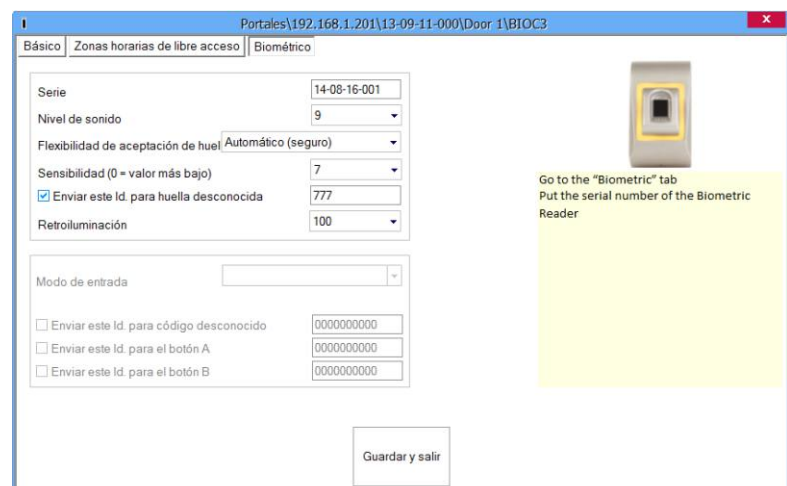 Portales\192.168.1.201\13-09-11-000\Door 1\BIOC3
x
Básico
Zonas horarias de libre acceso
Biométrico
Serie
14-08-16-001
Nivel de sonido
9
Flexibilidad de aceptación de huel
Automático (seguro)
Sensibilidad (0 = valor más bajo)
7
Enviar este Id. para huella desconocida
777
Retroiluminación
100
Go to the “Biometric” tab
Put the serial number of the Biometric
Reader
Modo de entrada
Enviar este Id. para código desconocido
0000000000
Enviar este Id. para el botón A
0000000000
Enviar este Id. para el botón B
0000000000
Guardar y salir